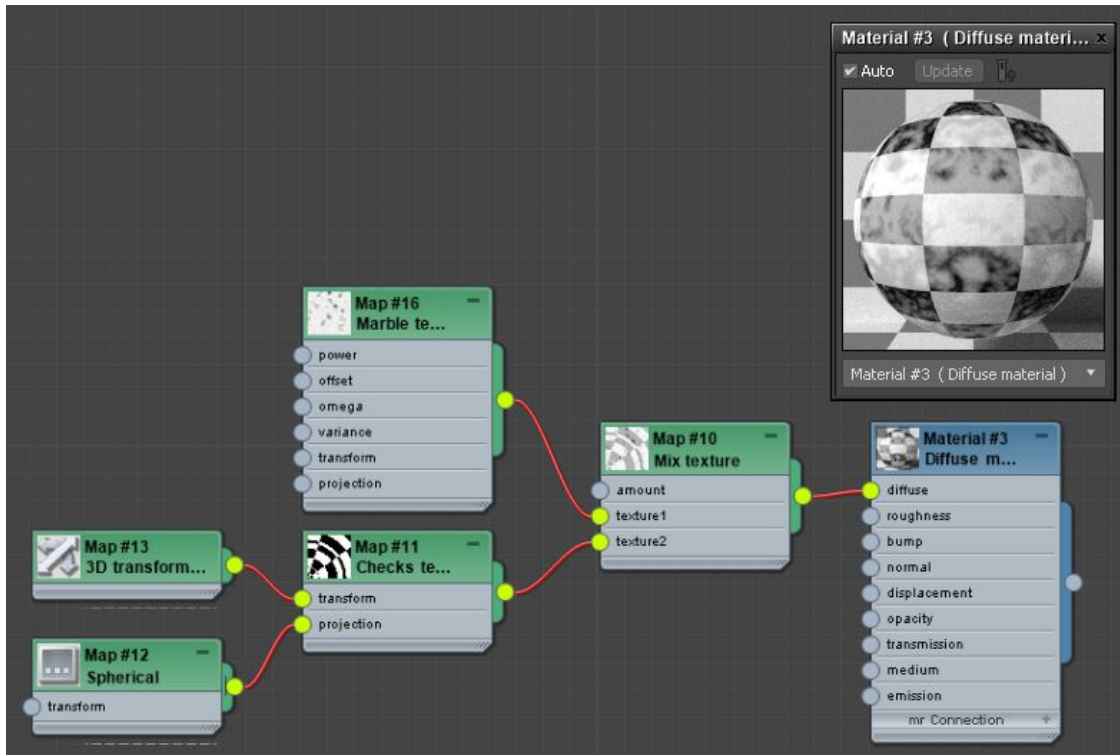 Material #3 ( Diffuse materi... x
Auto Update
Material #3 ( Diffuse material )
Map #16
Marble te...
power
offset
omega
variance
transform
projection
Map #10
Mix texture
amount
texture1
texture2
Material #3
Diffuse m...
diffuse
roughness
bump
normal
displacement
opacity
transmission
medium
emission
mr Connection +
Map #13
3D transform...
Map #11
Checks te...
transform
projection
Map #12
Spherical
transform